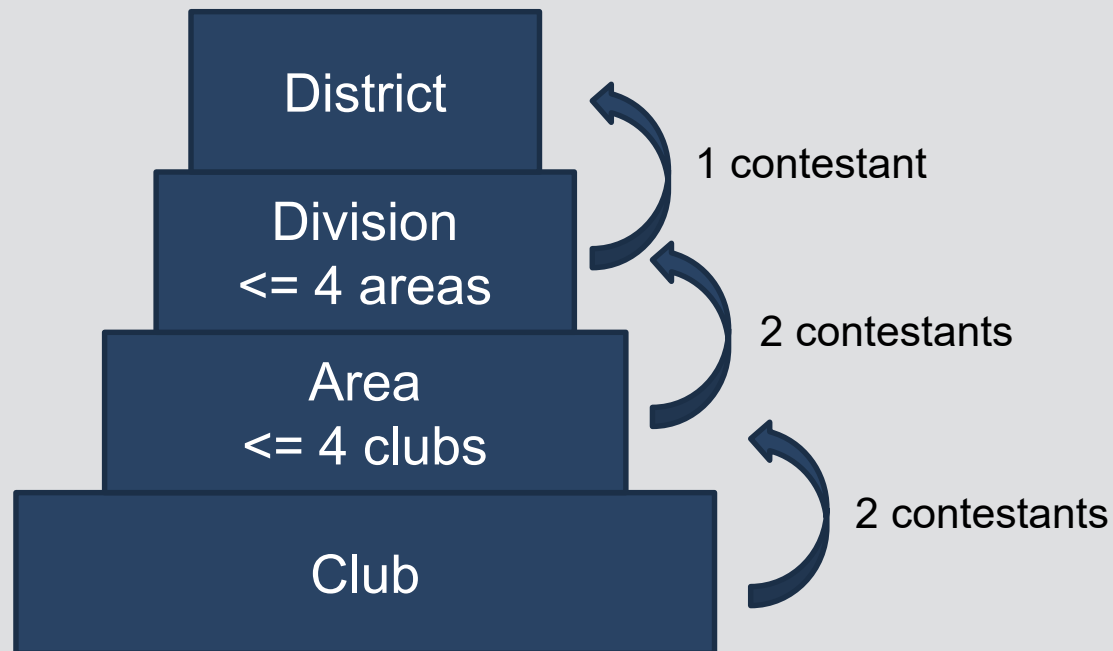 District
1 contestant
Division
<= 4 areas
2 contestants
Area
<= 4 clubs
2 contestants
Club